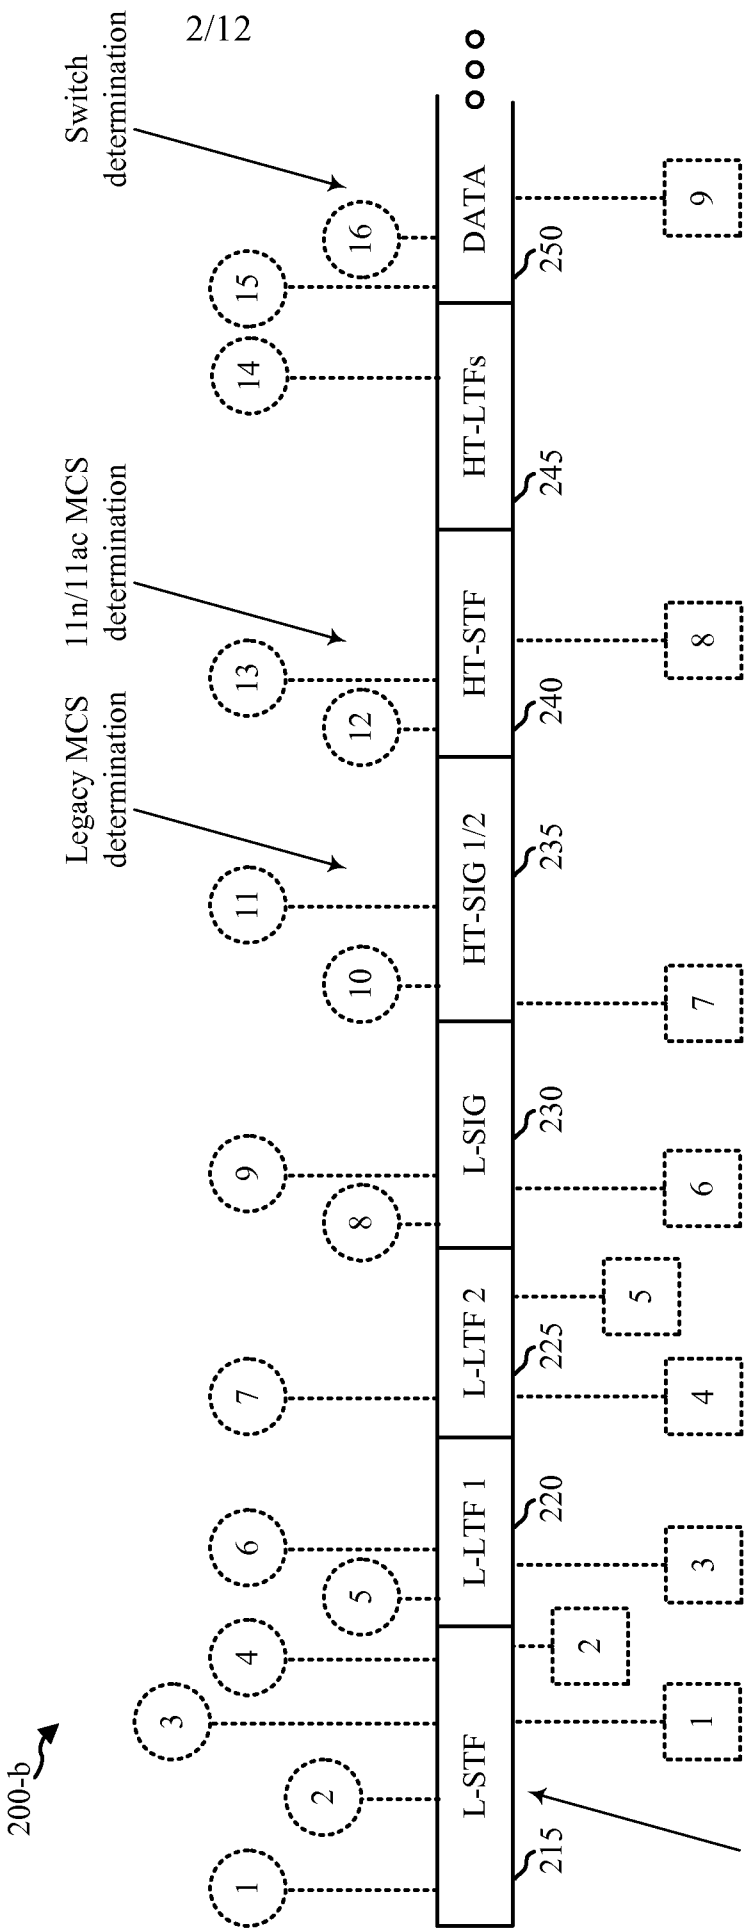 2/12
200-b
Legacy MCS
determination
11n/11ac MCS
determination
Switch
determination
1
2
3
4
5
6
7
8
9
10
11
12
13
14
15
16
L-STF
L-LTF 1
L-LTF 2
L-SIG
HT-SIG 1/2
HT-STF
HT-LTFs
DATA
215
220
225
230
235
240
245
250
1
2
3
4
5
6
7
8
9